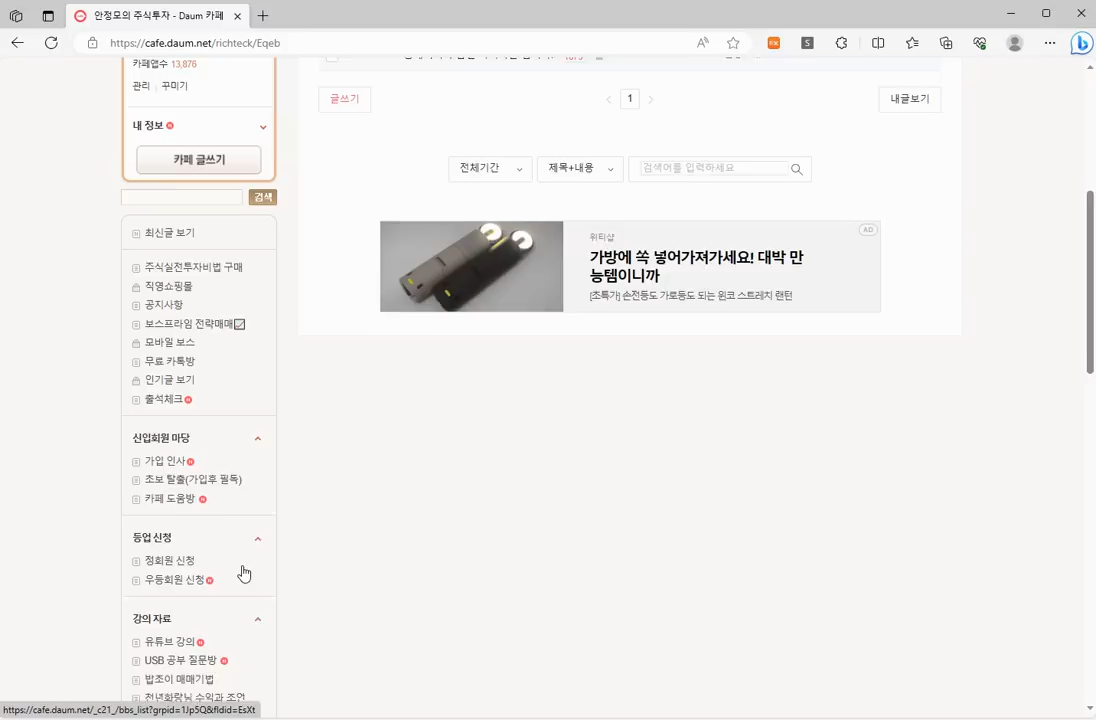 안정모의 주식투자 - Daum 카페
https://cafe.daum.net/richteck/Eqeb
카페앱수 13,876
관리 | 꾸미기
내 정보 N
카페 글쓰기
검색
최신글 보기
주식실전투자비법 구매
직영쇼핑몰
공지사항
보스프라임 전략매매
모바일 보스
무료 카톡방
인기글 보기
출석체크 N
신입회원 마당
가입 인사 N
초보 탈출(가입후 필독)
카페 도움방 N
등업 신청
정회원 신청
우등회원 신청 N
강의 자료
유튜브 강의 N
USB 공부 질문방 N
밥조이 매매기법
천년화랑님 수익과 조언
글쓰기
1
내글보기
전체기간
제목+내용
검색어를 입력하세요
위티샵
AD
가방에 쏙 넣어가져가세요! 대박 만
능템이니까
[초특가] 손전등도 가로등도 되는 윈코 스트레치 랜턴
https://cafe.daum.net/_c21_/bbs_list?grpid=1Jp5Q&fldid=EsXt